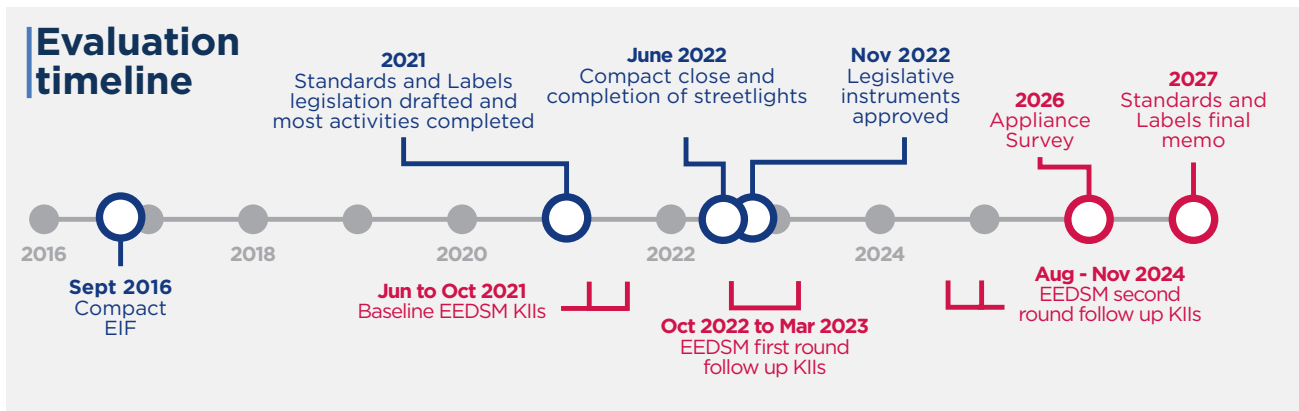 Evaluation
timeline
2021
Standards and Labels
legislation drafted and
most activities completed
June 2022
Compact close and
completion of streetlights
Nov 2022
Legislative
instruments
approved
2026
Appliance
Survey
2027
Standards and
Labels final
memo
2016
2018
2020
2022
2024
Sept 2016
Compact
EIF
Jun to Oct 2021
Baseline EEDSM KIIs
Oct 2022 to Mar 2023
EEDSM first round
follow up KIIs
Aug - Nov 2024
EEDSM second
round follow up KIIs